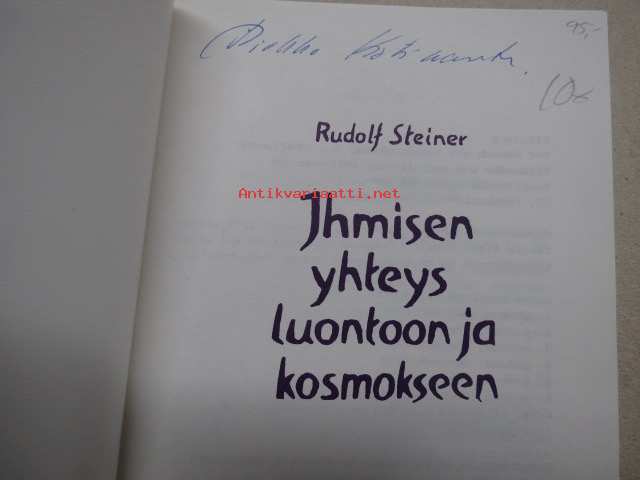 95,-
10€
Rudolf Steiner
Antikvariaatti.net
Ihmisen
yhteys
luontoon ja
kosmokseen